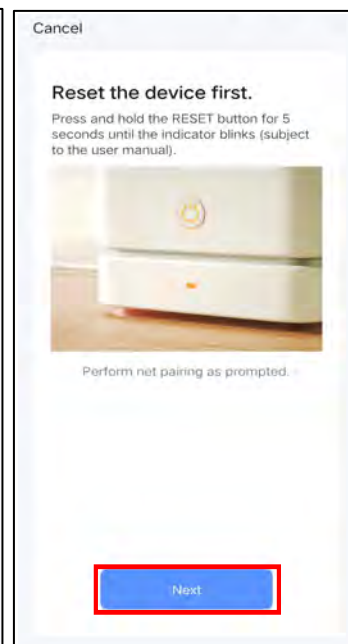 Cancel
Reset the device first.
Press and hold the RESET button for 5
seconds until the indicator blinks (subject
to the user manual).
Perform net pairing as prompted.
Next